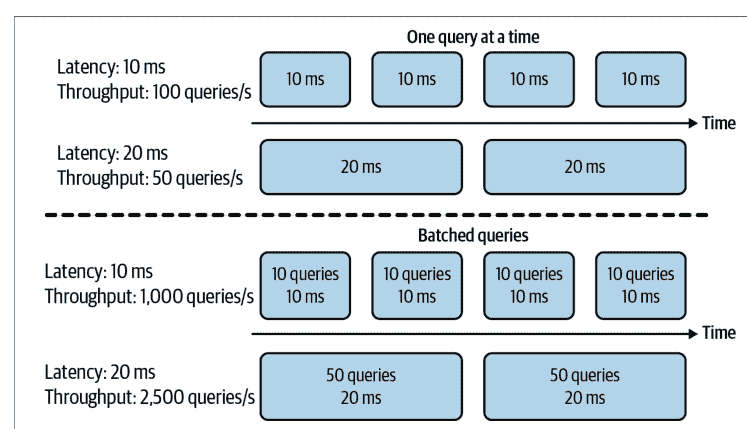 One query at a time
Latency: 10 ms
Throughput: 100 queries/s
10 ms
10 ms
10 ms
10 ms
Time
Latency: 20 ms
Throughput: 50 queries/s
20 ms
20 ms
Batched queries
Latency: 10 ms
Throughput: 1,000 queries/s
10 queries
10 ms
10 queries
10 ms
10 queries
10 ms
10 queries
10 ms
Time
Latency: 20 ms
Throughput: 2,500 queries/s
50 queries
20 ms
50 queries
20 ms